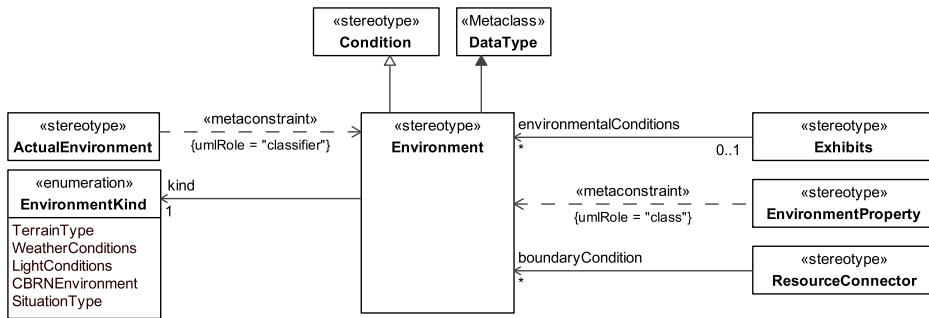 «stereotype»
Condition
«Metaclass»
DataType
«stereotype»
ActualEnvironment
«metaconstraint»
{umlRole = "classifier"}
«stereotype»
Environment
environmentalConditions
*
0..1
«stereotype»
Exhibits
«enumeration»
EnvironmentKind
TerrainType
WeatherConditions
LightConditions
CBRNEnvironment
SituationType
kind
1
«metaconstraint»
{umlRole = "class"}
«stereotype»
EnvironmentProperty
boundaryCondition
*
«stereotype»
ResourceConnector